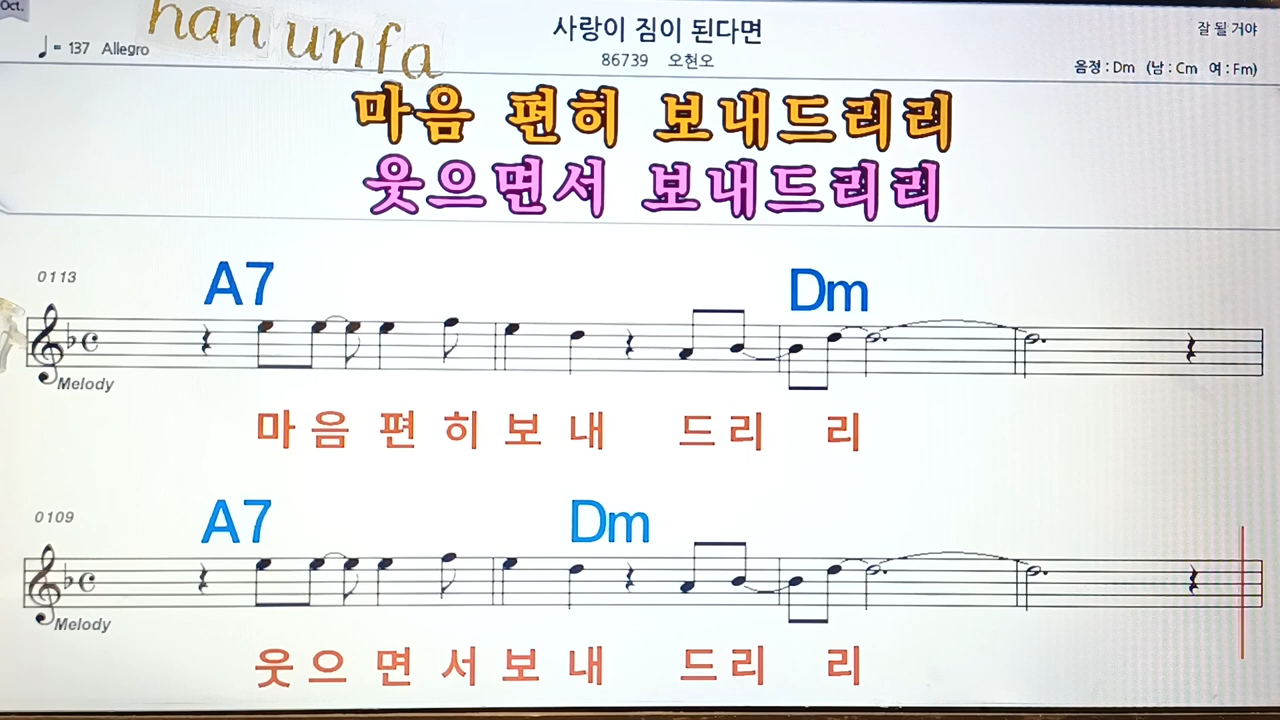 Oct.
han unfa
♩= 137 Allegro
사랑이 짐이 된다면
86739 오현오
잘 될 거야
음정 : Dm (남 : Cm 여 : Fm)
마음 편히 보내드리리
웃으면서 보내드리리
0113
A7 Dm
Melody
마 음 편 히 보 내 드 리 리
0109
A7 Dm
Melody
웃 으 면 서 보 내 드 리 리